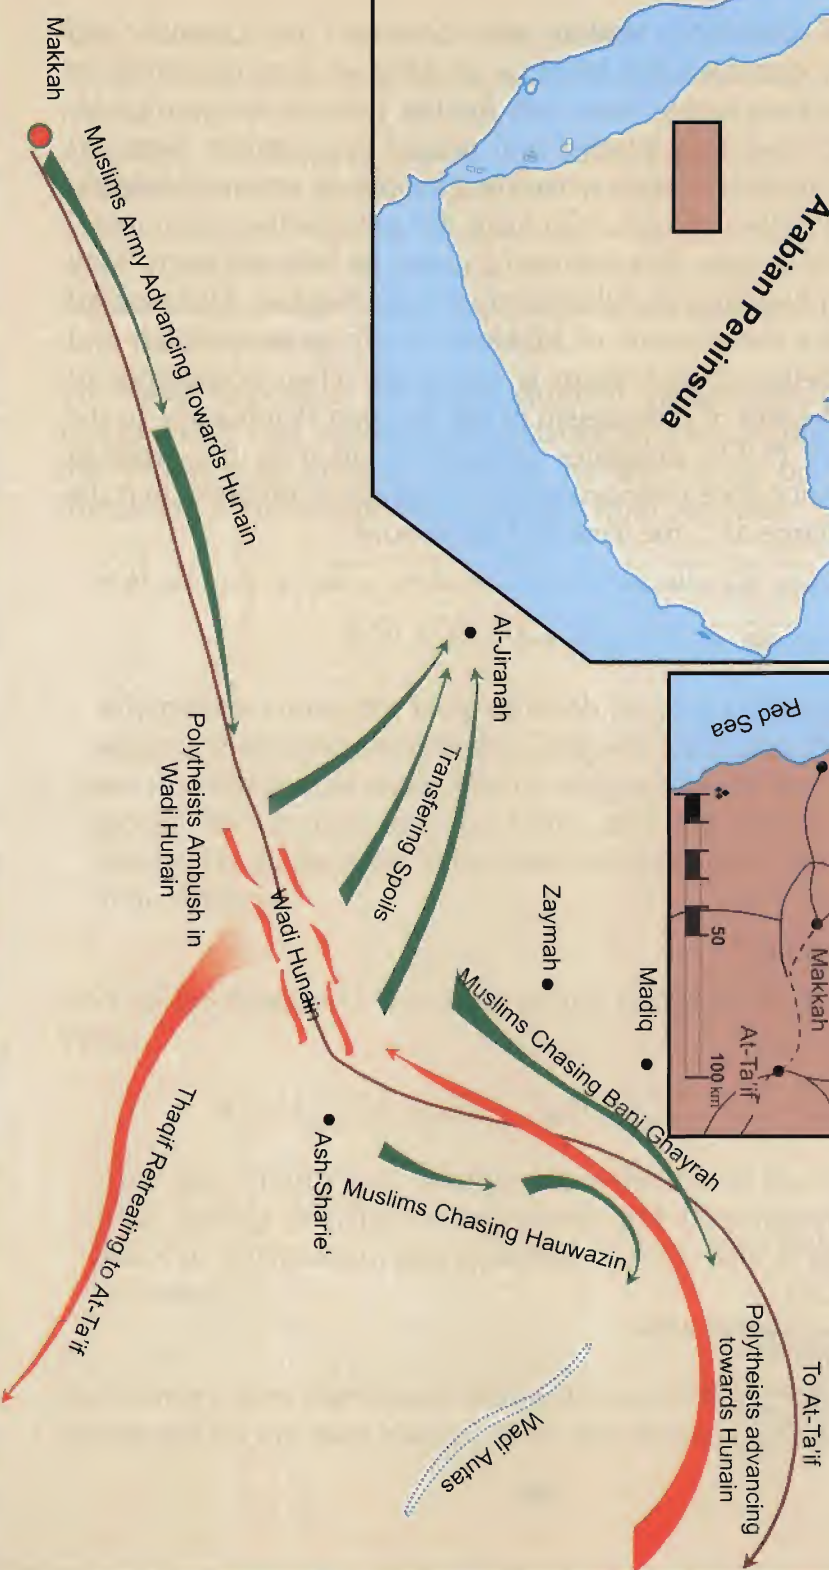 Arabian Peninsula
Red Sea
Makkah
At-Ta'if
50
100 km
To At-Ta'if
Polytheists advancing
towards Hunain
Madiq
Zaymah
Muslims Chasing Bani Ghayrah
Al-Jiranah
Transfering Spoils
Muslims Chasing Hauwazin
Wadi Autas
Ash-Sharie'
Wadi Hunain
Polytheists Ambush in
Wadi Hunain
Thaqif Retreating to At-Ta'if
Muslims Army Advancing Towards Hunain
Makkah